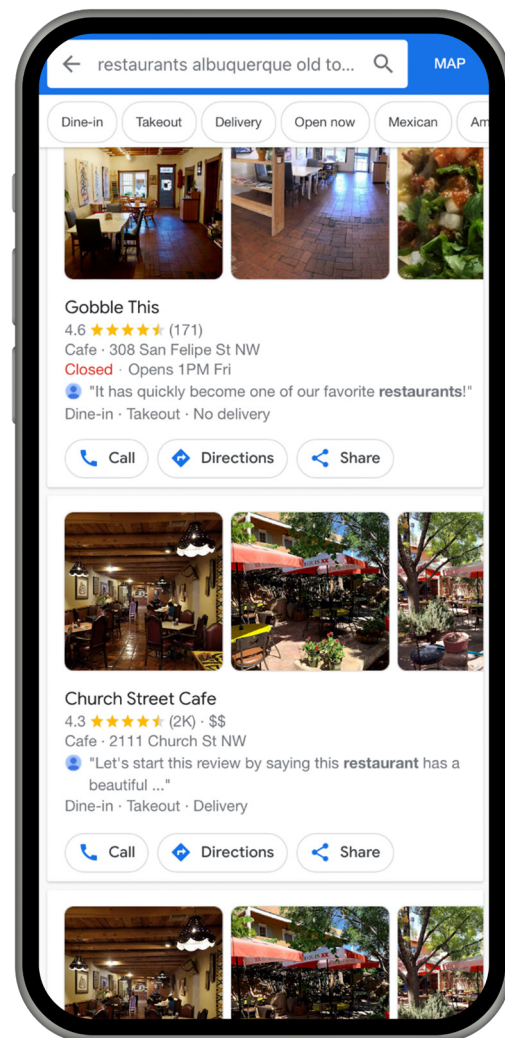 restaurants albuquerque old to...
MAP
Dine-in
Takeout
Delivery
Open now
Mexican
Am
Gobble This
4.6 (171)
Cafe · 308 San Felipe St NW
Closed · Opens 1PM Fri
"It has quickly become one of our favorite restaurants!"
Dine-in · Takeout · No delivery
Call
Directions
Share
Church Street Cafe
4.3 (2K) · $$
Cafe · 2111 Church St NW
"Let's start this review by saying this restaurant has a
beautiful ..."
Dine-in · Takeout · Delivery
Call
Directions
Share